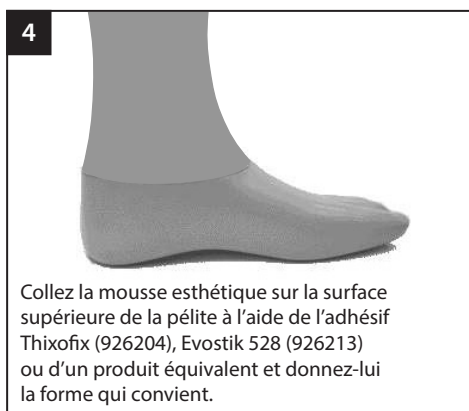 4
Collez la mousse esthétique sur la surface
supérieure de la pélite à l’aide de l’adhésif
Thixofix (926204), Evostik 528 (926213)
ou d’un produit équivalent et donnez-lui
la forme qui convient.